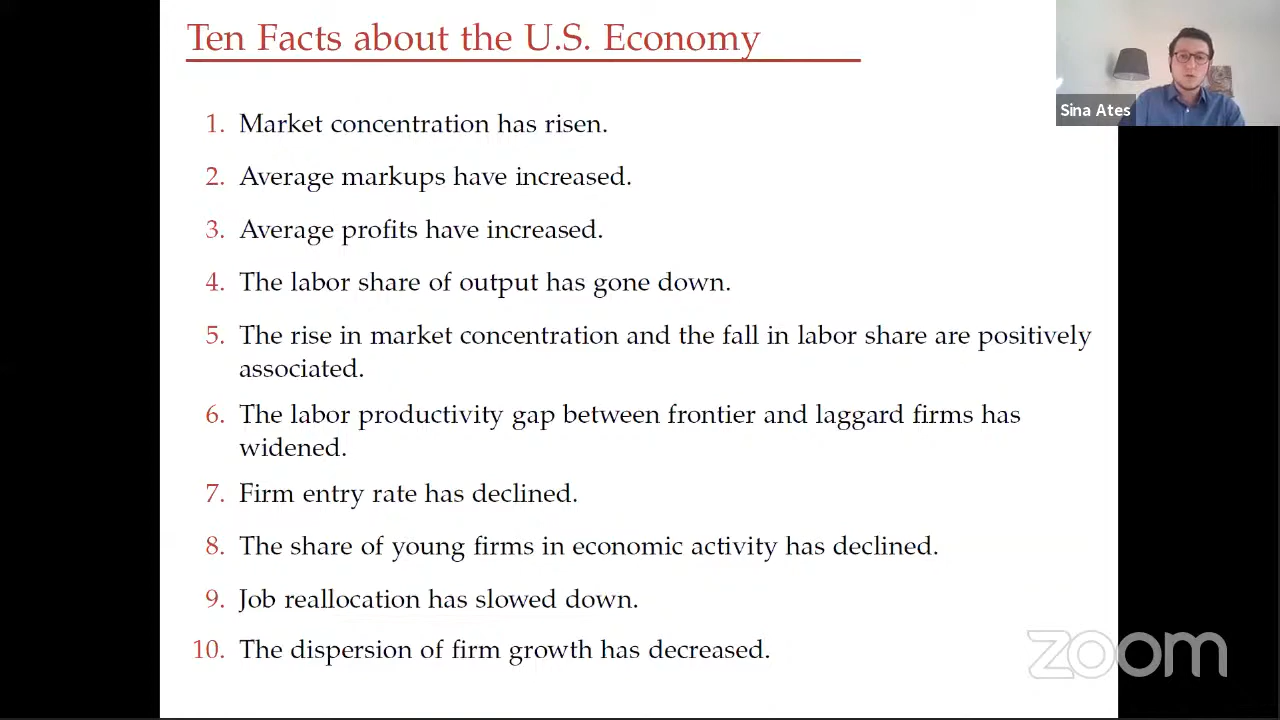 Ten Facts about the U.S. Economy
Sina Ates
1. Market concentration has risen.
2. Average markups have increased.
3. Average profits have increased.
4. The labor share of output has gone down.
5. The rise in market concentration and the fall in labor share are positively
associated.
6. The labor productivity gap between frontier and laggard firms has
widened.
7. Firm entry rate has declined.
8. The share of young firms in economic activity has declined.
9. Job reallocation has slowed down.
10. The dispersion of firm growth has decreased.
zoom